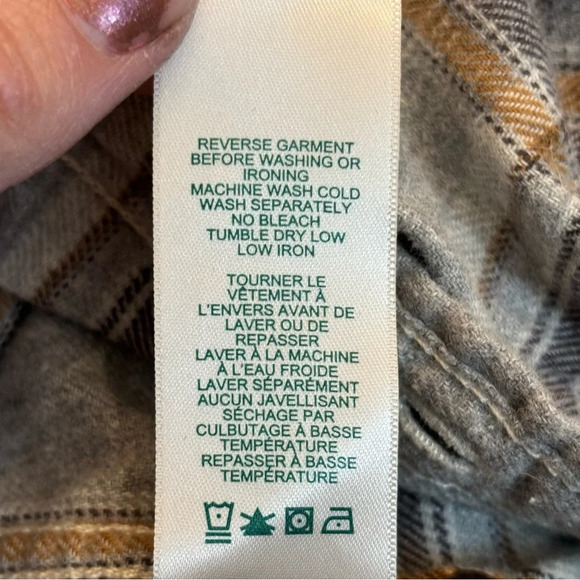 REVERSE GARMENT
BEFORE WASHING OR
IRONING
MACHINE WASH COLD
WASH SEPARATELY
NO BLEACH
TUMBLE DRY LOW
LOW IRON
TOURNER LE
VÊTEMENT À
L'ENVERS AVANT DE
LAVER OU DE
REPASSER
LAVER À LA MACHINE
À L'EAU FROIDE
LAVER SÉPARÉMENT
AUCUN JAVELLISANT
SÉCHAGE PAR
CULBUTAGE À BASSE
TEMPÉRATURE
REPASSER À BASSE
TEMPÉRATURE